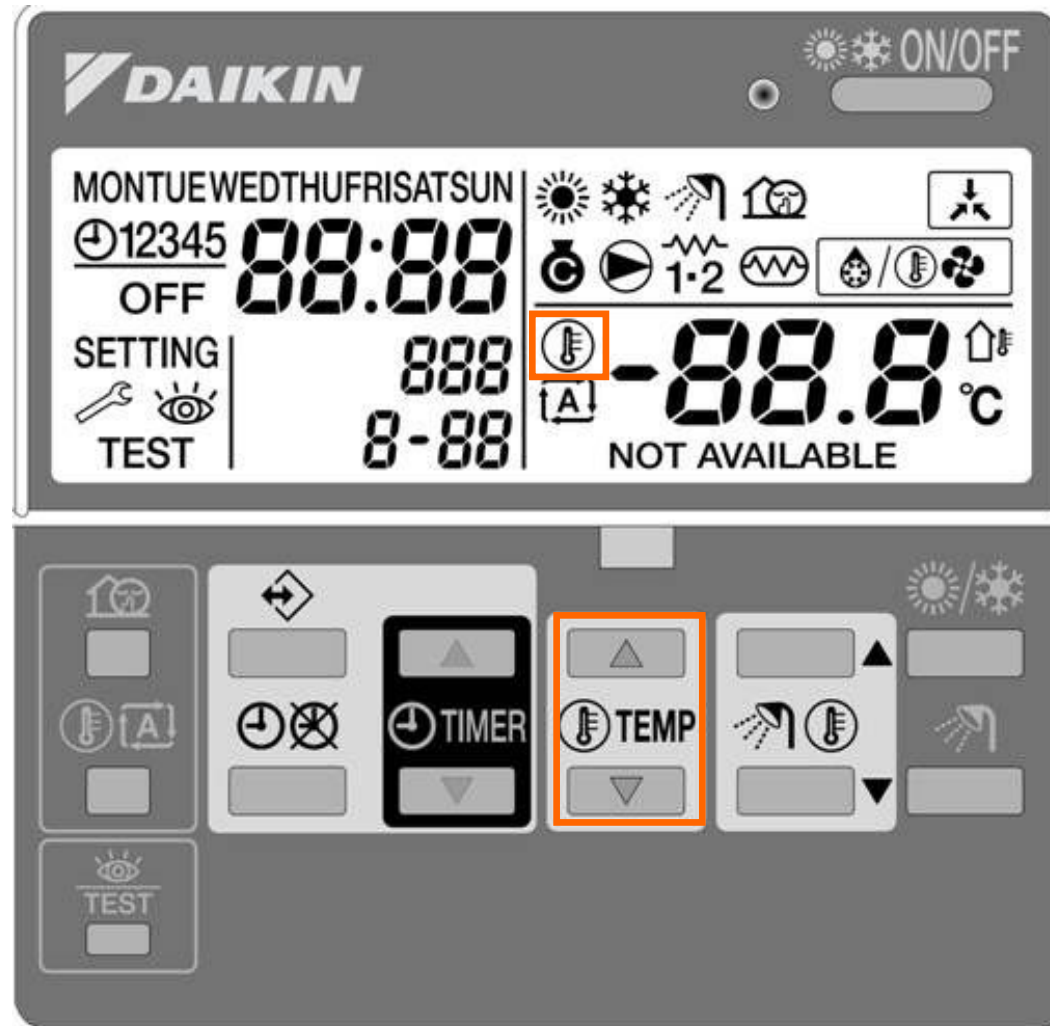 DAIKIN
ON/OFF
MONTUEWEDTHUFRISATSUN
12345 88:88
OFF
SETTING
888
TEST
8-88
C
1·2
A
-88.8
°C
NOT AVAILABLE
A
TIMER
TEMP
TEST